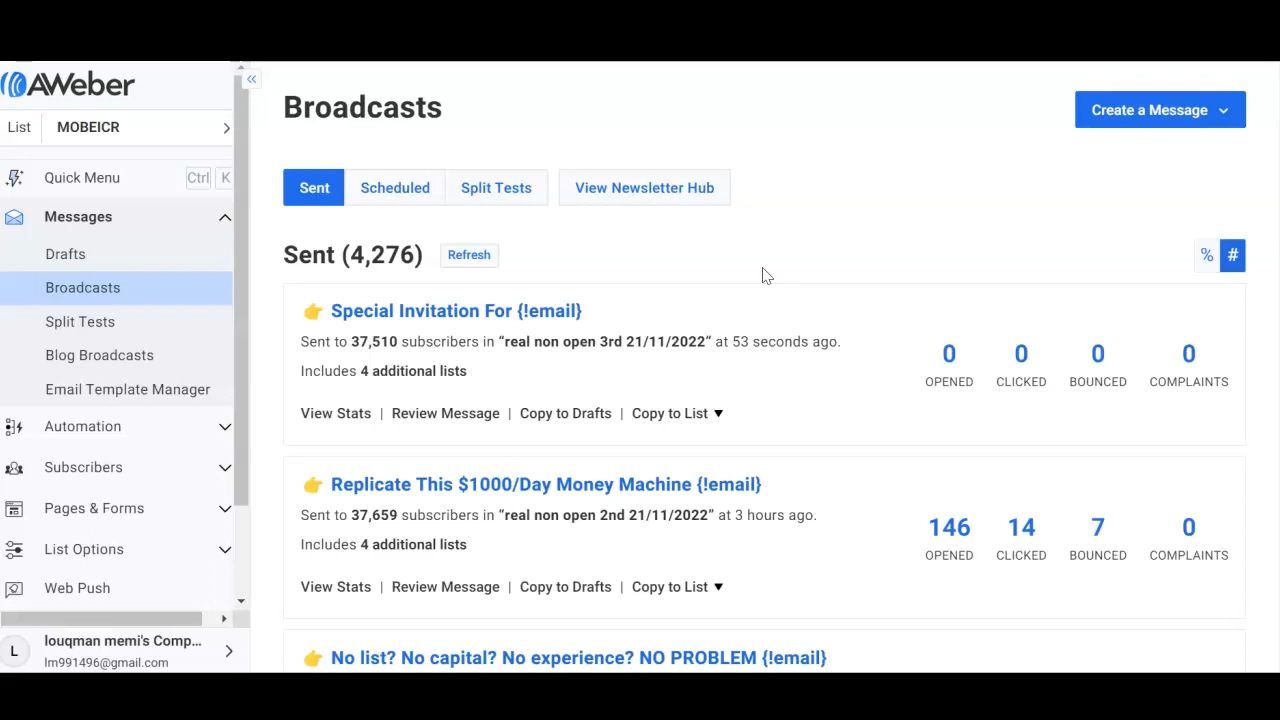 AWeber
List MOBEICR
Quick Menu Ctrl K
Messages
Drafts
Broadcasts
Split Tests
Blog Broadcasts
Email Template Manager
Automation
Subscribers
Pages & Forms
List Options
Web Push
L
louqman memi's Comp...
lm991496@gmail.com
Broadcasts
Create a Message
Sent Scheduled Split Tests View Newsletter Hub
Sent (4,276) Refresh % #
👉 Special Invitation For {!email}
Sent to 37,510 subscribers in “real non open 3rd 21/11/2022” at 53 seconds ago.
Includes 4 additional lists
0 0 0 0
OPENED CLICKED BOUNCED COMPLAINTS
View Stats | Review Message | Copy to Drafts | Copy to List ▼
👉 Replicate This $1000/Day Money Machine {!email}
Sent to 37,659 subscribers in “real non open 2nd 21/11/2022” at 3 hours ago.
Includes 4 additional lists
146 14 7 0
OPENED CLICKED BOUNCED COMPLAINTS
View Stats | Review Message | Copy to Drafts | Copy to List ▼
👉 No list? No capital? No experience? NO PROBLEM {!email}